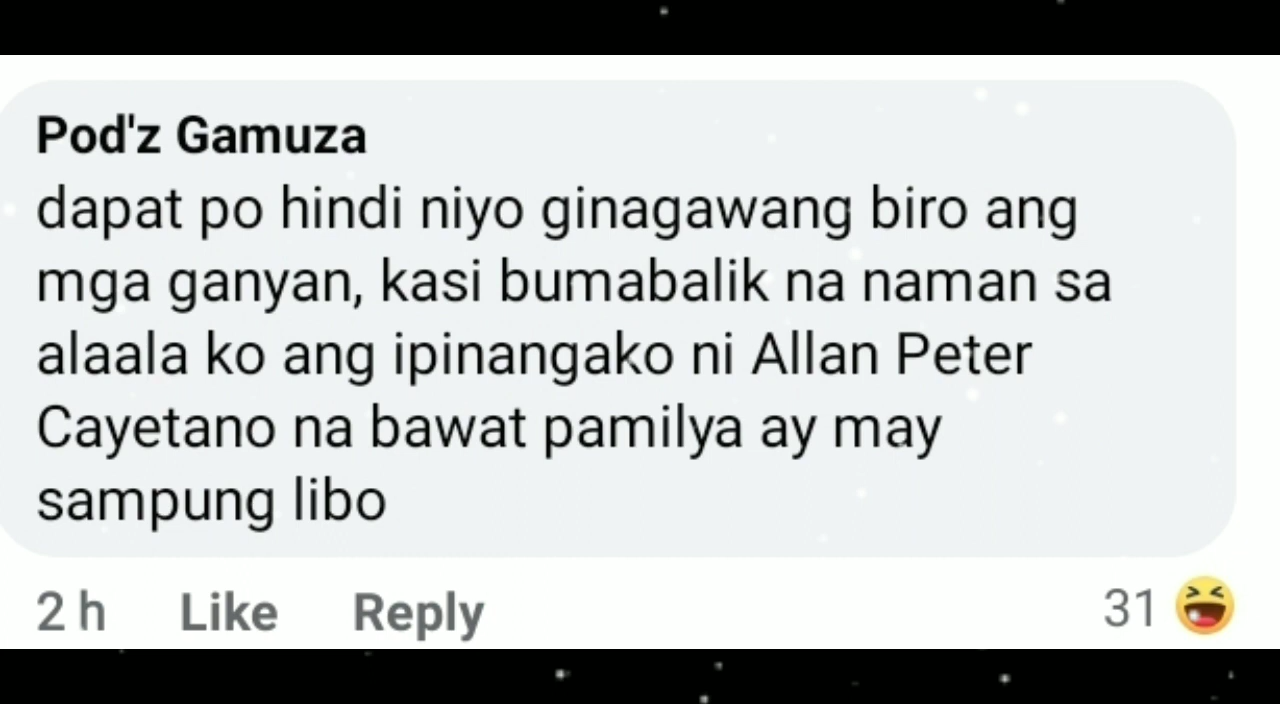 Pod'z Gamuza
dapat po hindi niyo ginagawang biro ang
mga ganyan, kasi bumabalik na naman sa
alaala ko ang ipinangako ni Allan Peter
Cayetano na bawat pamilya ay may
sampung libo
2 h Like Reply 31